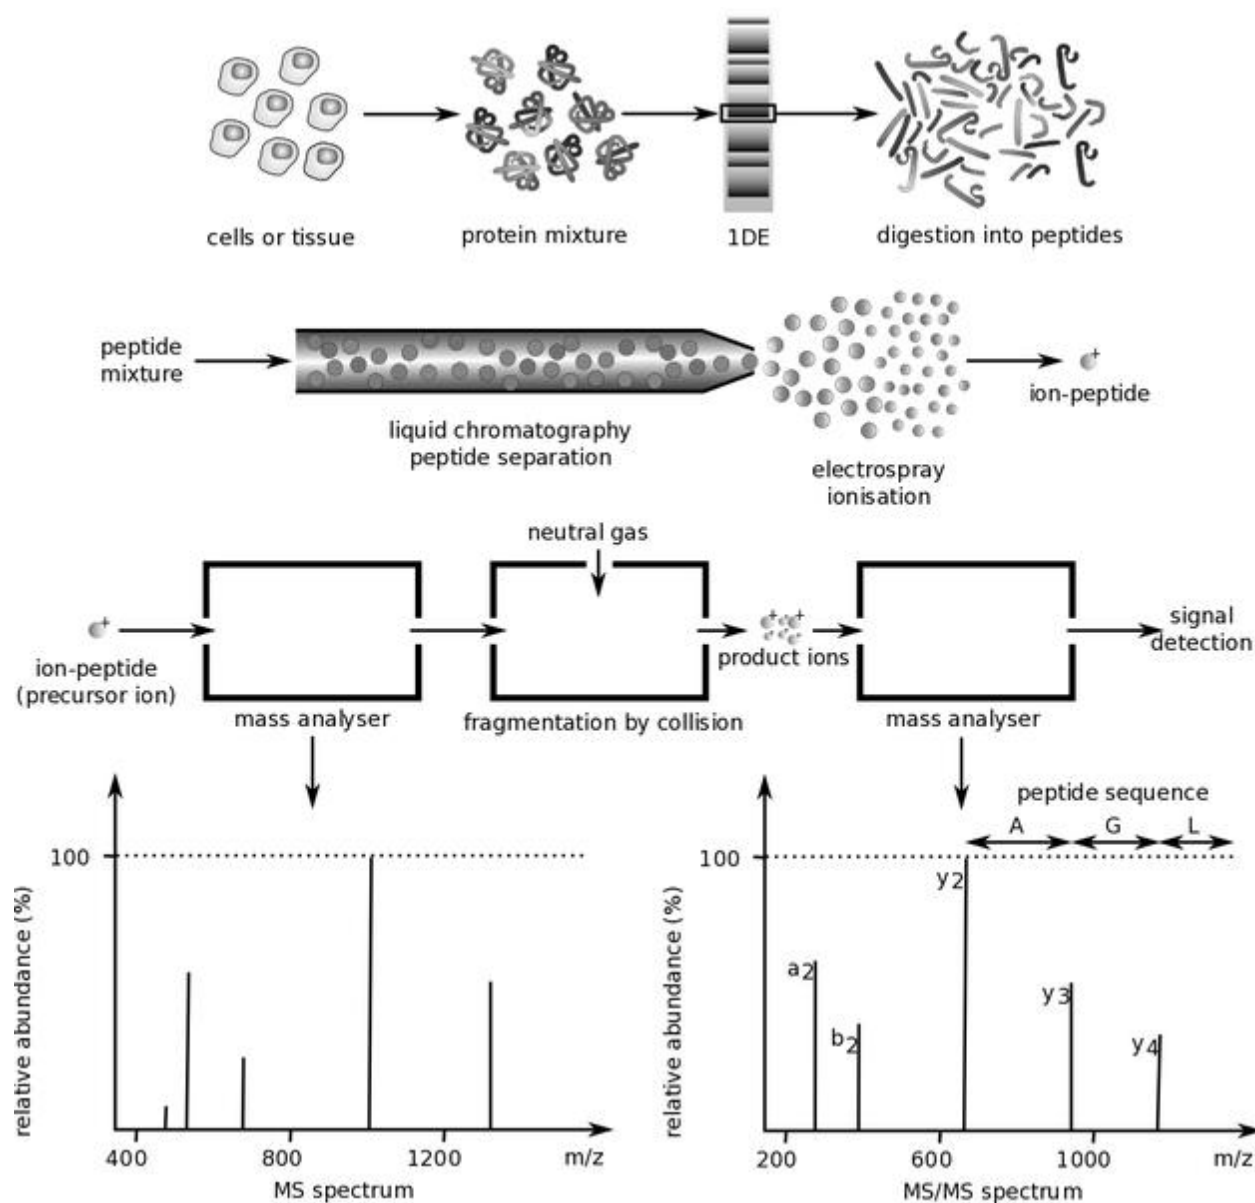 cells or tissue
protein mixture
1DE
digestion into peptides
peptide
mixture
liquid chromatography
peptide separation
electrospray
ionisation
+
ion-peptide
neutral gas
+
ion-peptide
(precursor ion)
mass analyser
fragmentation by collision
+ +
product ions
mass analyser
signal
detection
relative abundance (%)
100
400 800 1200 m/z
MS spectrum
peptide sequence
A G L
relative abundance (%)
100
a2
b2
y2
y3
y4
200 600 1000 m/z
MS/MS spectrum